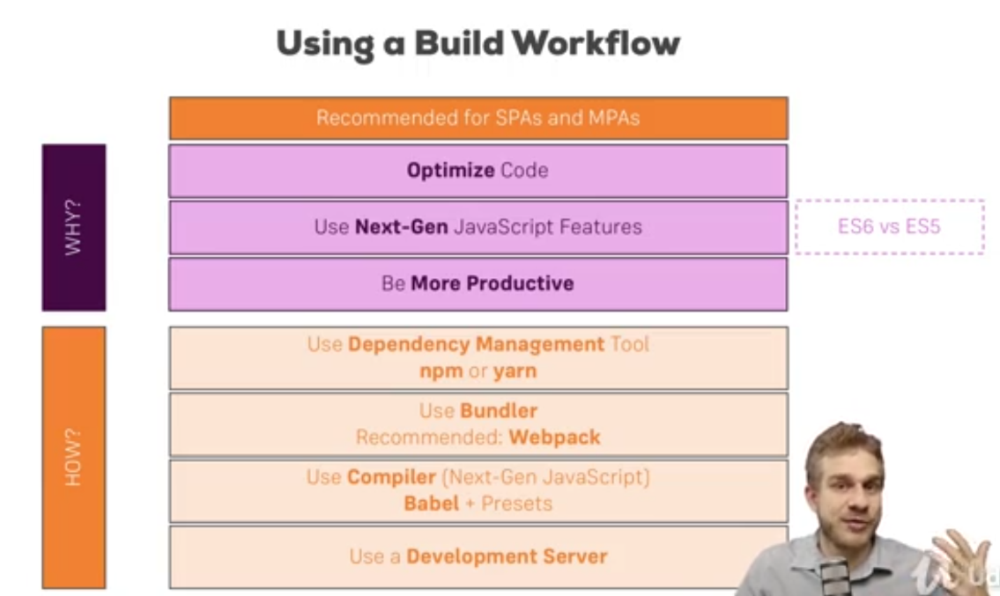 Using a Build Workflow
Recommended for SPAs and MPAs
WHY?
Optimize Code
Use Next-Gen JavaScript Features
ES6 vs ES5
Be More Productive
HOW?
Use Dependency Management Tool
npm or yarn
Use Bundler
Recommended: Webpack
Use Compiler (Next-Gen JavaScript)
Babel + Presets
Use a Development Server